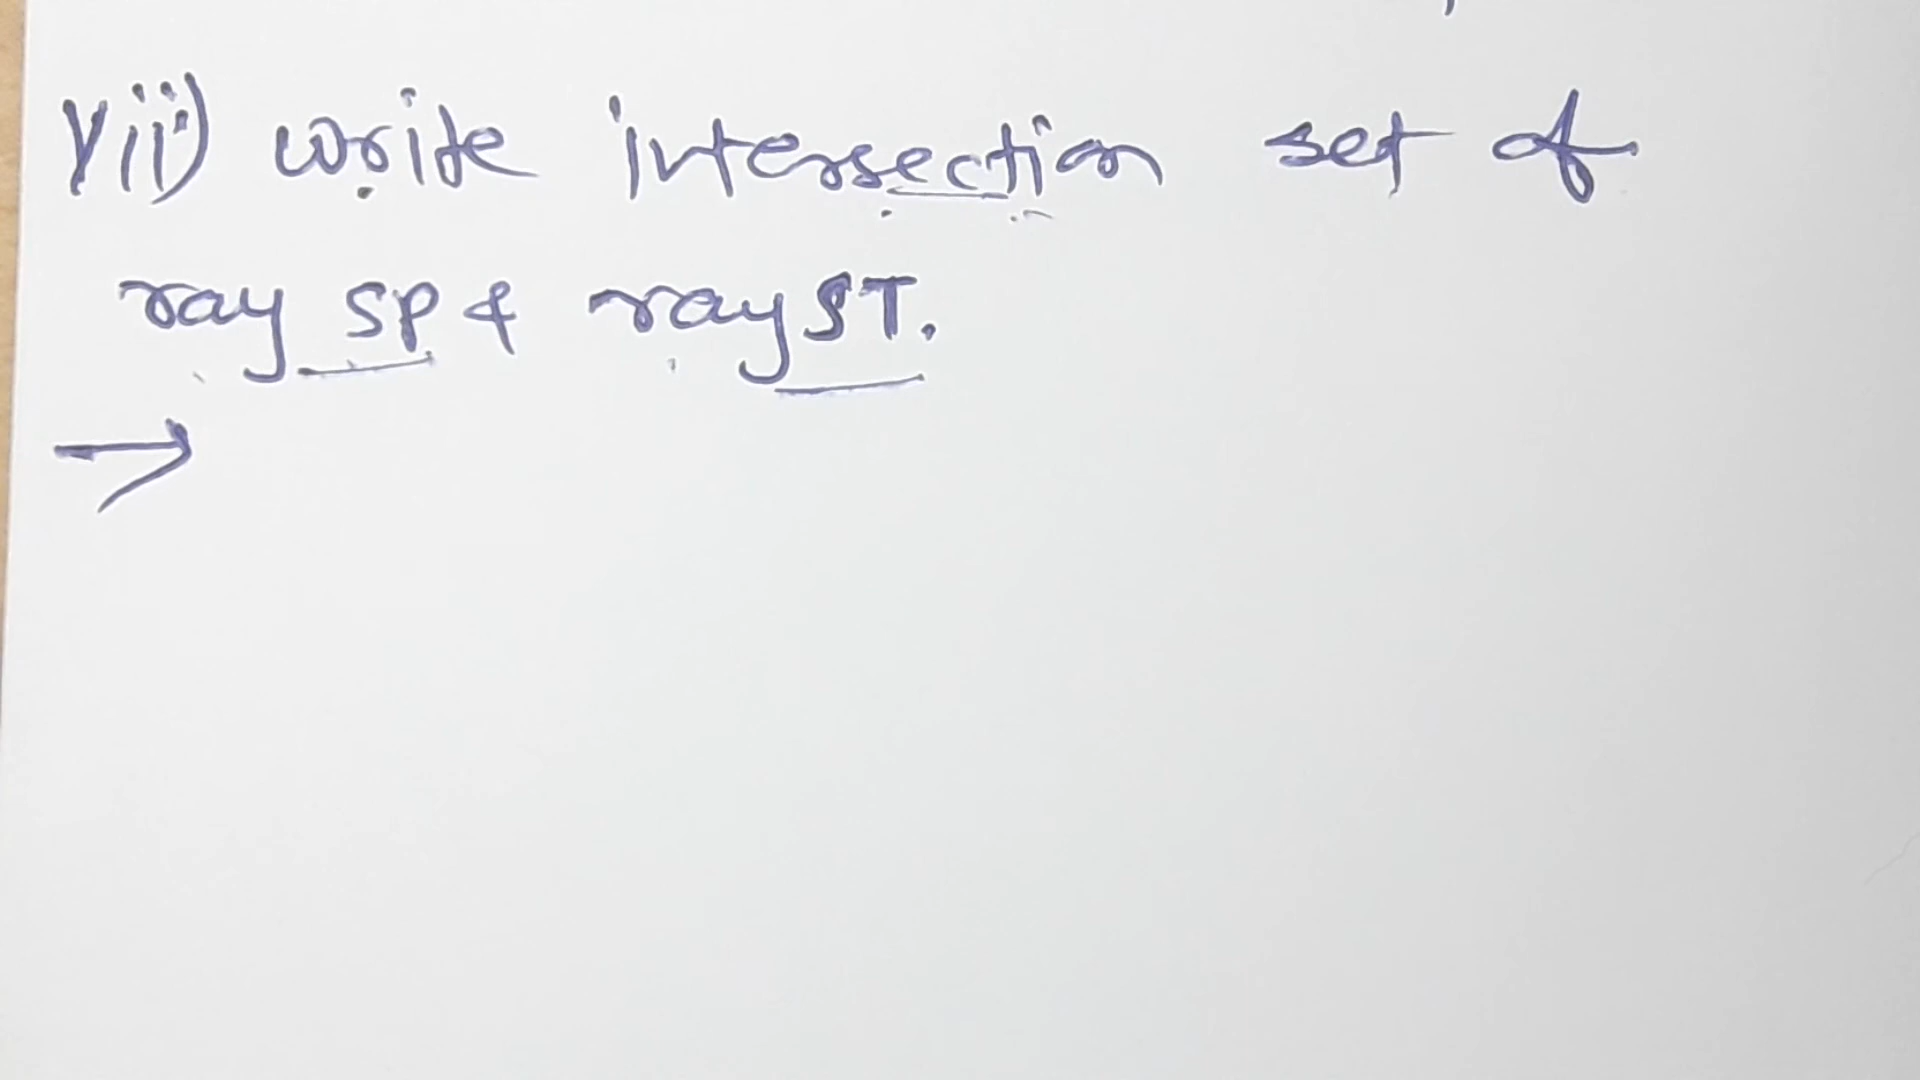 vii) write intersection set of
ray SP & ray ST.
→